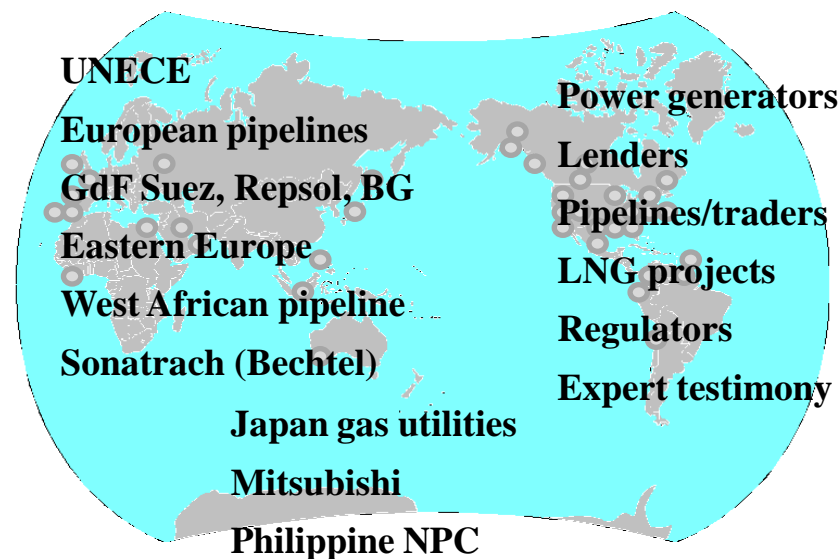 UNECE
European pipelines
GdF Suez, Repsol, BG
Eastern Europe
West African pipeline
Sonatrach (Bechtel)
Power generators
Lenders
Pipelines/traders
LNG projects
Regulators
Expert testimony
Japan gas utilities
Mitsubishi
Philippine NPC